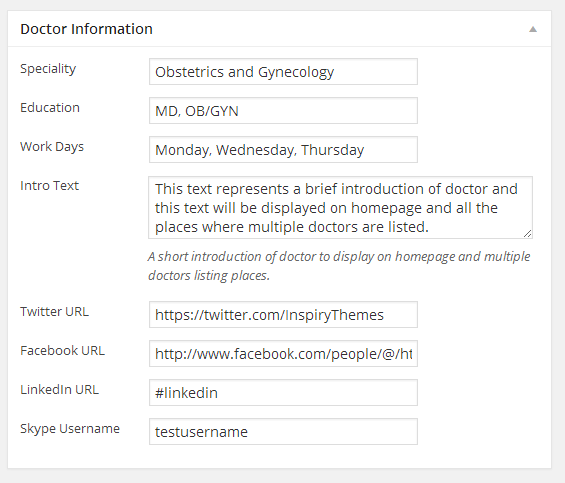 Doctor Information
Speciality
Obstetrics and Gynecology
Education
MD, OB/GYN
Work Days
Monday, Wednesday, Thursday
Intro Text
This text represents a brief introduction of doctor and
this text will be displayed on homepage and all the
places where multiple doctors are listed.
A short introduction of doctor to display on homepage and multiple
doctors listing places.
Twitter URL
https://twitter.com/InspiryThemes
Facebook URL
http://www.facebook.com/people/@/ht
LinkedIn URL
#linkedin
Skype Username
testusername